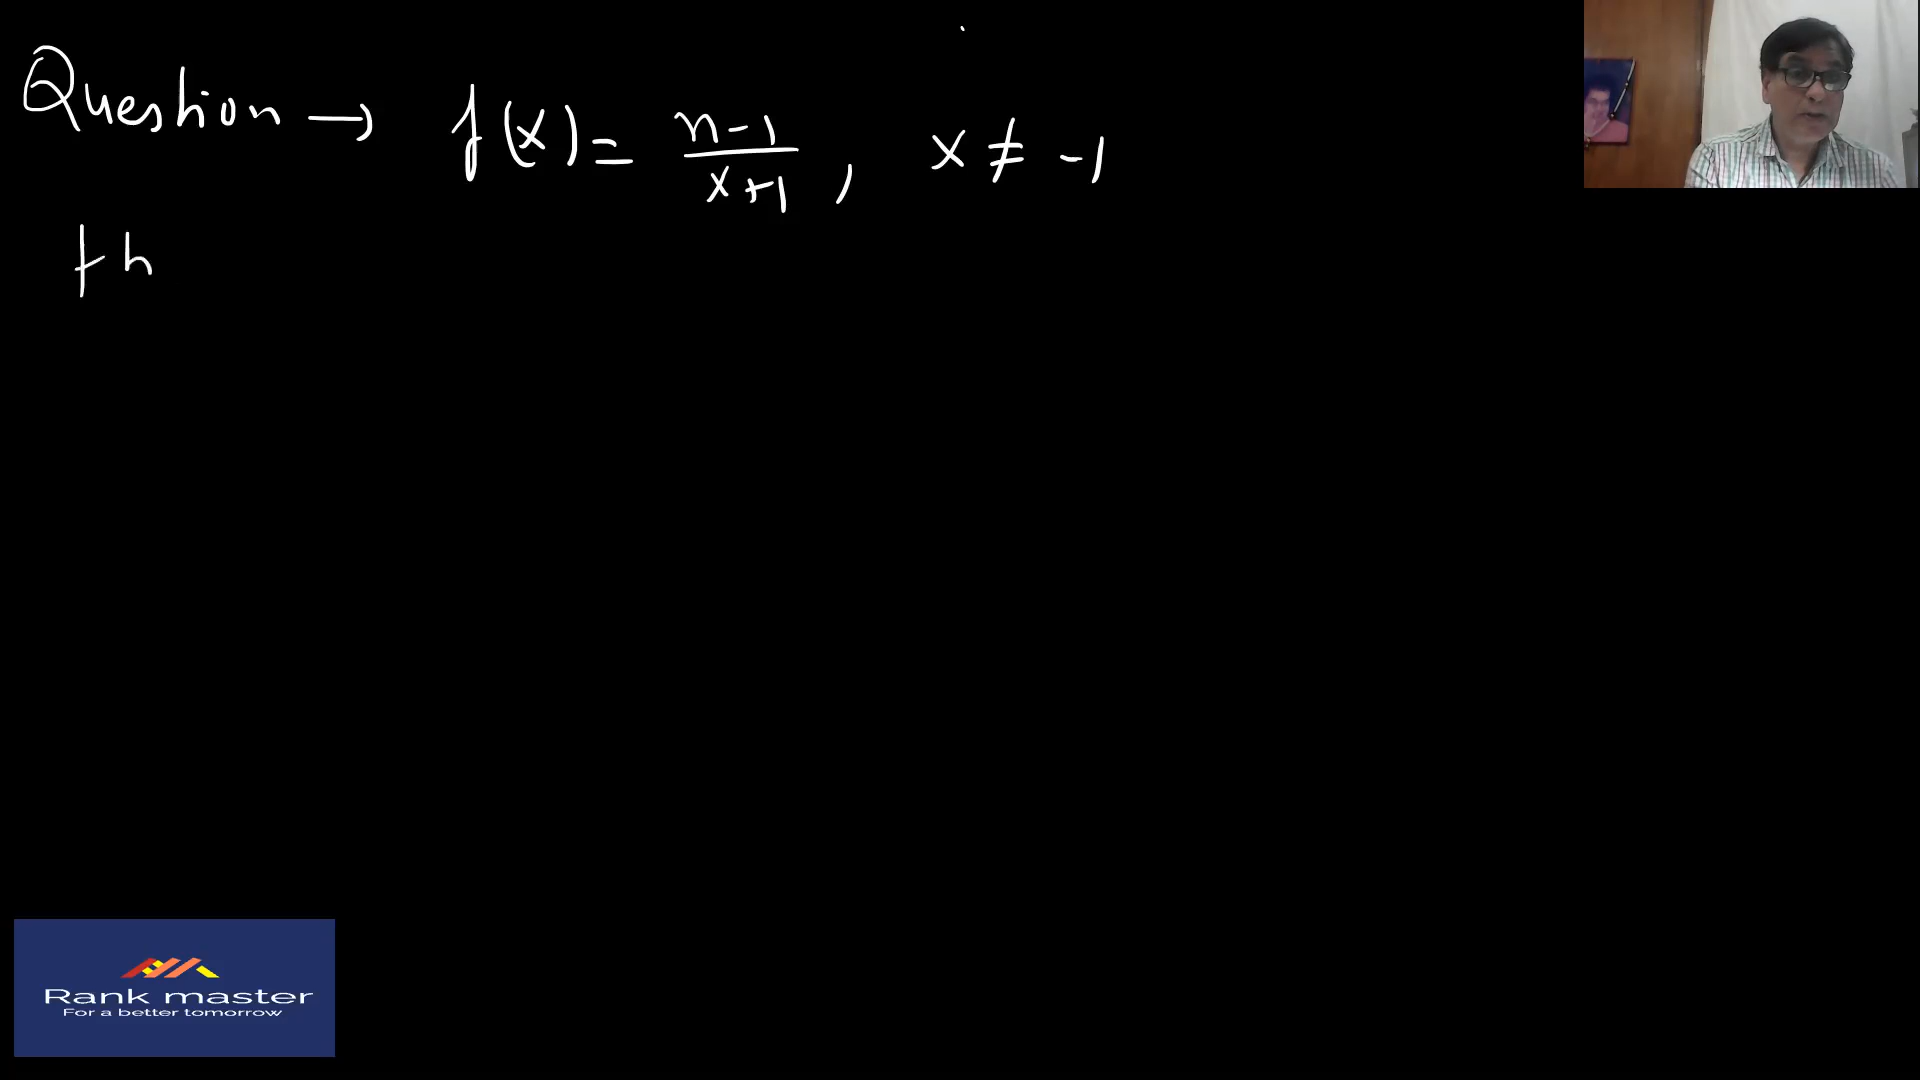 Question → f(x) = n-1/x+1, x ≠ -1
th
Rank master
For a better tomorrow